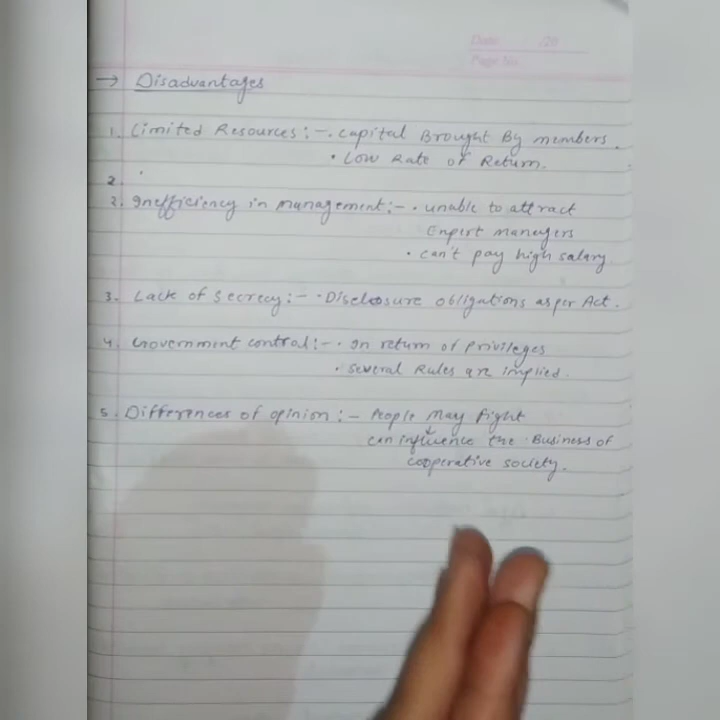 Date /20
Page No
→ Disadvantages
1. Limited Resources :- • Capital Brought By members.
• Low Rate of Return.
2. •
2. Inefficiency in management :- • unable to attract
Expert managers
• can't pay high salary
3. Lack of Secrecy :- • Disclosure obligations as per Act.
4. Government control :- • In return of Privileges
• several Rules are implied.
5. Differences of opinion :- People may fight
↓
can influence the Business of
cooperative society.